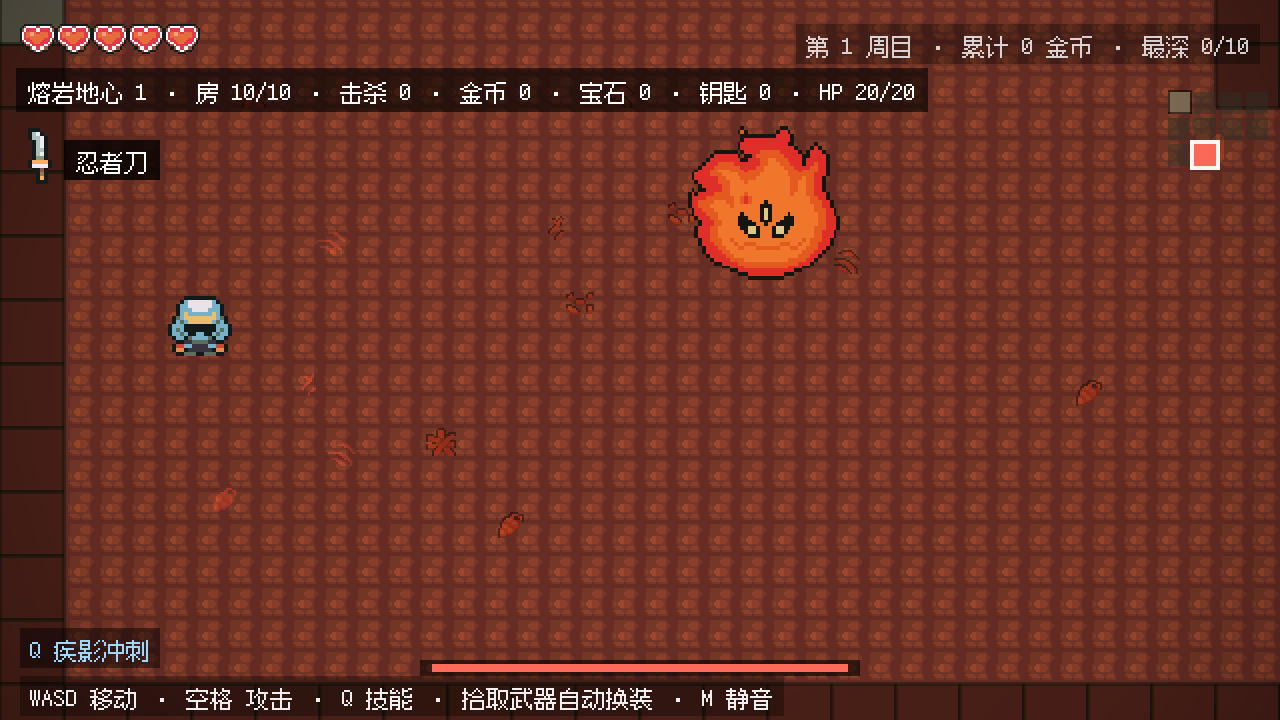 第 1 周目 · 累计 0 金币 · 最深 0/10
熔岩地心 1 · 房 10/10 · 击杀 0 · 金币 0 · 宝石 0 · 钥匙 0 · HP 20/20
忍者刀
Q 疾影冲刺
WASD 移动 · 空格 攻击 · Q 技能 · 拾取武器自动换装 · M 静音